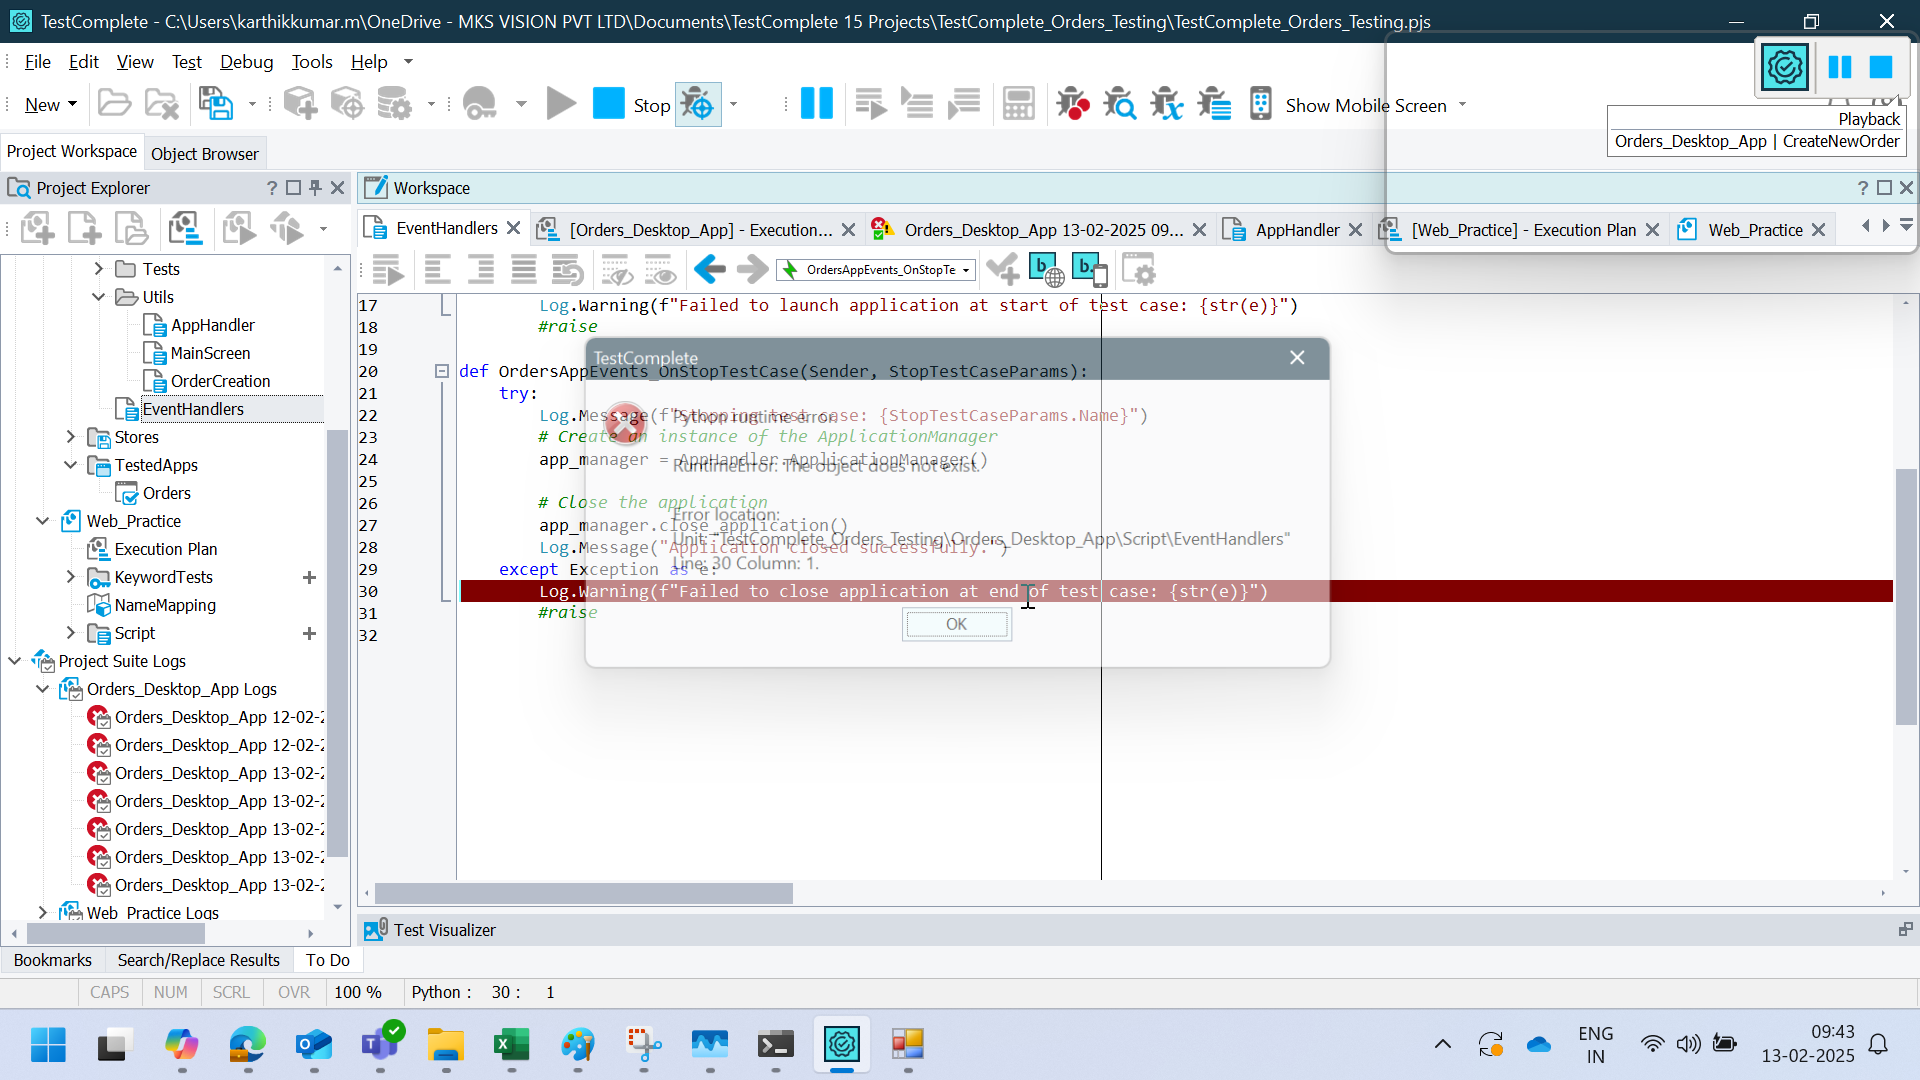 TestComplete - C:\Users\karthikkumar.m\OneDrive - MKS VISION PVT LTD\Documents\TestComplete 15 Projects\TestComplete_Orders_Testing\TestComplete_Orders_Testing.pjs
File Edit View Test Debug Tools Help
New Stop Show Mobile Screen
Playback
Orders_Desktop_App | CreateNewOrder
Project Workspace Object Browser
Project Explorer
Workspace
EventHandlers [Orders_Desktop_App] - Execution... Orders_Desktop_App 13-02-2025 09... AppHandler [Web_Practice] - Execution Plan Web_Practice
OrdersAppEvents_OnStopTe
Tests
Utils
AppHandler
MainScreen
OrderCreation
EventHandlers
Stores
TestedApps
Orders
Web_Practice
Execution Plan
KeywordTests
NameMapping
Script
Project Suite Logs
Orders_Desktop_App Logs
Orders_Desktop_App 12-02-2
Orders_Desktop_App 12-02-2
Orders_Desktop_App 13-02-2
Orders_Desktop_App 13-02-2
Orders_Desktop_App 13-02-2
Orders_Desktop_App 13-02-2
Orders_Desktop_App 13-02-2
Web_Practice Logs
17 Log.Warning(f"Failed to launch application at start of test case: {str(e)}")
18 #raise
19
20 def OrdersAppEvents_OnStopTestCase(Sender, StopTestCaseParams):
21 try:
22 Log.Message(f"Stopping test case: {StopTestCaseParams.Name}")
23 # Create an instance of the ApplicationManager
24 app_manager = AppHandler.ApplicationManager()
25
26 # Close the application
27 app_manager.close_application()
28 Log.Message("Application closed successfully.")
29 except Exception as e:
30 Log.Warning(f"Failed to close application at end of test case: {str(e)}")
31 #raise
32
TestComplete
Python runtime error.
RuntimeError: The object does not exist.
Error location:
Unit: "TestComplete_Orders_Testing\Orders_Desktop_App\Script\EventHandlers"
Line: 30 Column: 1.
OK
Test Visualizer
Bookmarks Search/Replace Results To Do
CAPS NUM SCRL OVR 100 % Python : 30 : 1
ENG
IN
09:43
13-02-2025